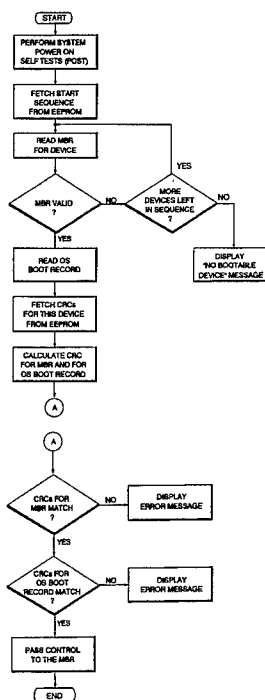 START
PERFORM SYSTEM
POWER ON
SELF TESTS (POST)
FETCH START
SEQUENCE
FROM EEPROM
READ MBR
FOR DEVICE
YES
MBR VALID
?
NO
MORE
DEVICES LEFT
IN SEQUENCE
?
NO
YES
DISPLAY
"NO BOOTABLE
DEVICE" MESSAGE
READ OS
BOOT RECORD
FETCH CRCs
FOR THIS DEVICE
FROM EEPROM
CALCULATE CRC
FOR MBR AND FOR
OS BOOT RECORD
A
A
CRCs FOR
MBR MATCH
?
NO
DISPLAY
ERROR MESSAGE
YES
CRCs FOR
OS BOOT
RECORD MATCH
?
NO
DISPLAY
ERROR MESSAGE
YES
PASS CONTROL
TO THE MBR
END